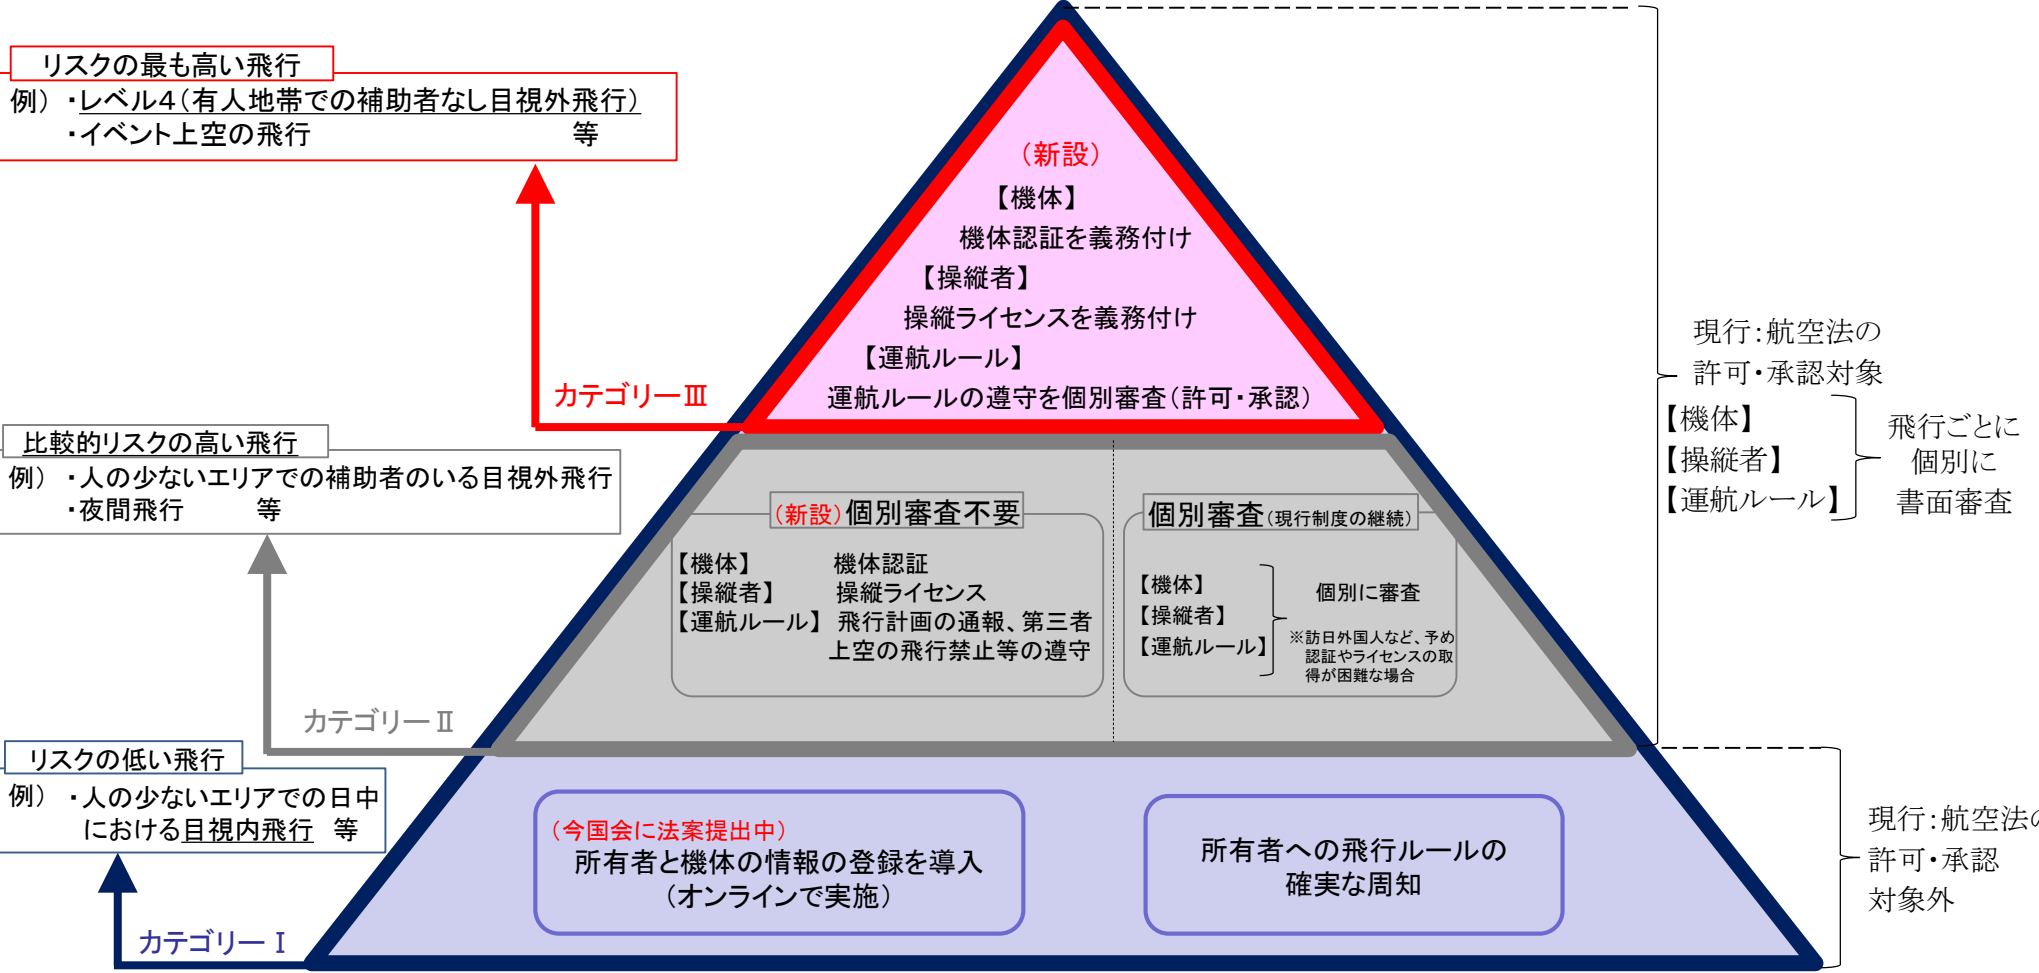 リスクの最も高い飛行
例） ・レベル４（有人地帯での補助者なし目視外飛行）
・イベント上空の飛行 等
カテゴリーⅢ
（新設）
【機体】
機体認証を義務付け
【操縦者】
操縦ライセンスを義務付け
【運航ルール】
運航ルールの遵守を個別審査（許可・承認）
現行：航空法の
許可・承認対象
【機体】
【操縦者】
【運航ルール】
飛行ごとに
個別に
書面審査
比較的リスクの高い飛行
例） ・人の少ないエリアでの補助者のいる目視外飛行
・夜間飛行 等
カテゴリーⅡ
（新設）個別審査不要
【機体】 機体認証
【操縦者】 操縦ライセンス
【運航ルール】 飛行計画の通報、第三者
上空の飛行禁止等の遵守
個別審査（現行制度の継続）
【機体】
【操縦者】
【運航ルール】
個別に審査
※訪日外国人など、予め
認証やライセンスの取
得が困難な場合
リスクの低い飛行
例） ・人の少ないエリアでの日中
における目視内飛行 等
カテゴリーⅠ
（今国会に法案提出中）
所有者と機体の情報の登録を導入
（オンラインで実施）
所有者への飛行ルールの
確実な周知
現行：航空法の
許可・承認
対象外